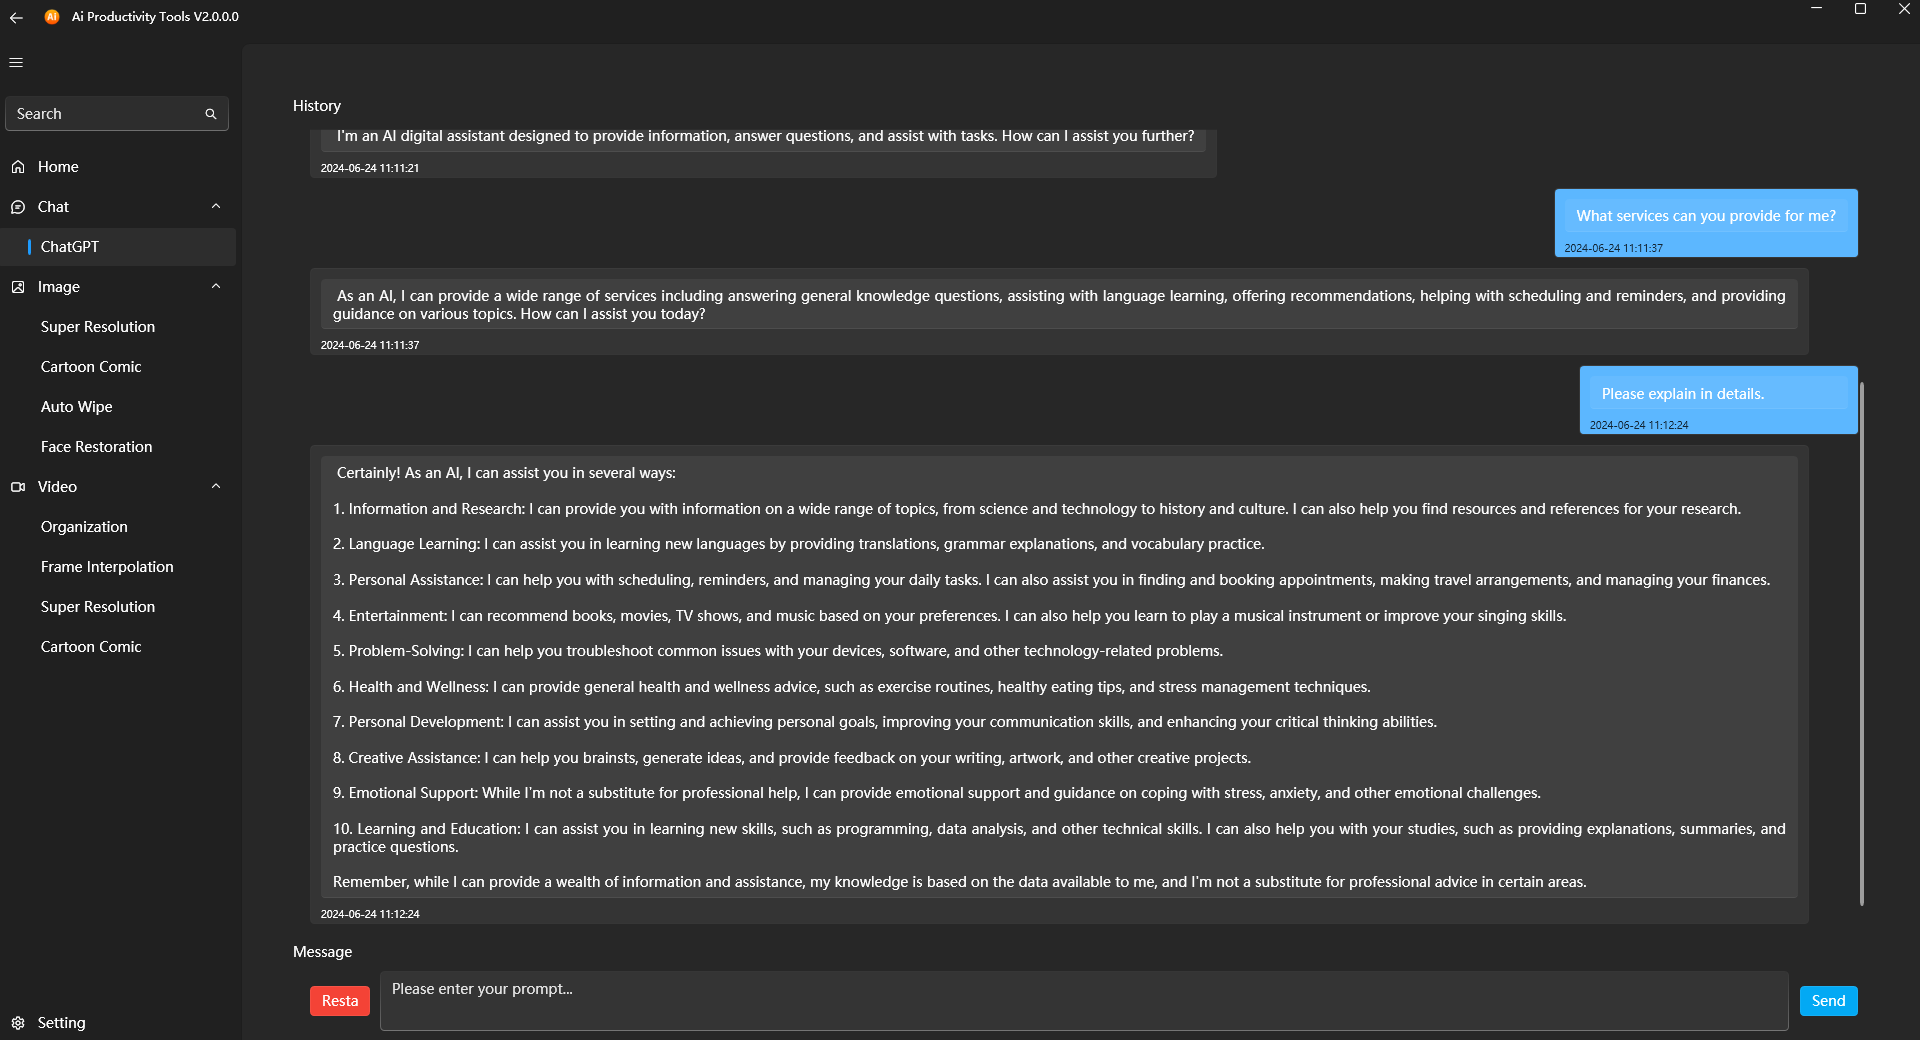 Ai Productivity Tools V2.0.0.0
Search
Home
Chat
ChatGPT
Image
Super Resolution
Cartoon Comic
Auto Wipe
Face Restoration
Video
Organization
Frame Interpolation
Super Resolution
Cartoon Comic
Setting
History
I'm an AI digital assistant designed to provide information, answer questions, and assist with tasks. How can I assist you further?
2024-06-24 11:11:21
What services can you provide for me?
2024-06-24 11:11:37
As an AI, I can provide a wide range of services including answering general knowledge questions, assisting with language learning, offering recommendations, helping with scheduling and reminders, and providing
guidance on various topics. How can I assist you today?
2024-06-24 11:11:37
Please explain in details.
2024-06-24 11:12:24
Certainly! As an AI, I can assist you in several ways:
1. Information and Research: I can provide you with information on a wide range of topics, from science and technology to history and culture. I can also help you find resources and references for your research.
2. Language Learning: I can assist you in learning new languages by providing translations, grammar explanations, and vocabulary practice.
3. Personal Assistance: I can help you with scheduling, reminders, and managing your daily tasks. I can also assist you in finding and booking appointments, making travel arrangements, and managing your finances.
4. Entertainment: I can recommend books, movies, TV shows, and music based on your preferences. I can also help you learn to play a musical instrument or improve your singing skills.
5. Problem-Solving: I can help you troubleshoot common issues with your devices, software, and other technology-related problems.
6. Health and Wellness: I can provide general health and wellness advice, such as exercise routines, healthy eating tips, and stress management techniques.
7. Personal Development: I can assist you in setting and achieving personal goals, improving your communication skills, and enhancing your critical thinking abilities.
8. Creative Assistance: I can help you brainsts, generate ideas, and provide feedback on your writing, artwork, and other creative projects.
9. Emotional Support: While I'm not a substitute for professional help, I can provide emotional support and guidance on coping with stress, anxiety, and other emotional challenges.
10. Learning and Education: I can assist you in learning new skills, such as programming, data analysis, and other technical skills. I can also help you with your studies, such as providing explanations, summaries, and
practice questions.
Remember, while I can provide a wealth of information and assistance, my knowledge is based on the data available to me, and I'm not a substitute for professional advice in certain areas.
2024-06-24 11:12:24
Message
Resta
Please enter your prompt...
Send